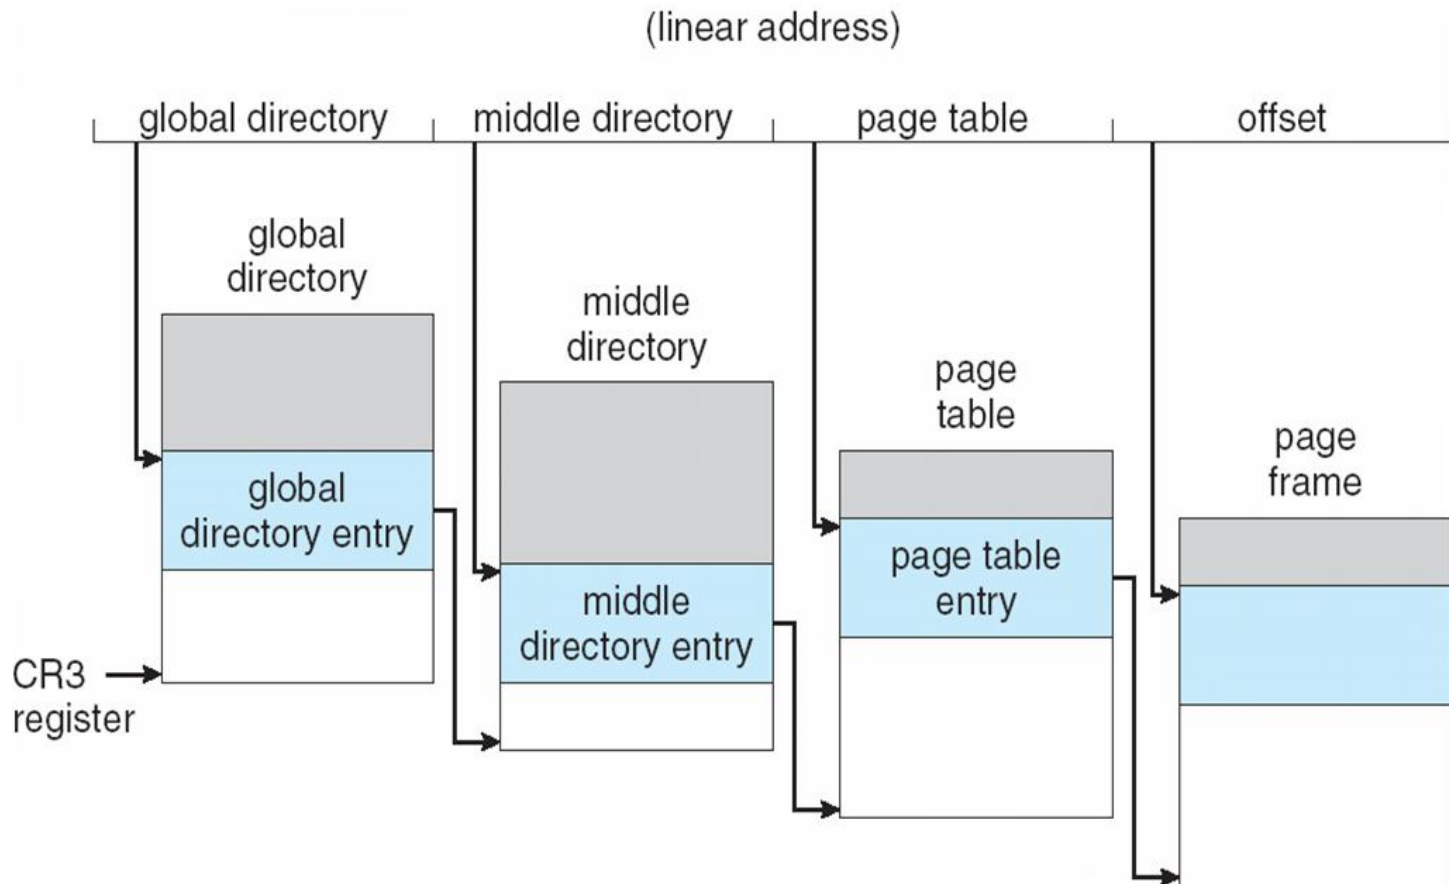 (linear address)
global directory
middle directory
page table
offset
global
directory
middle
directory
page
table
page
frame
global
directory entry
middle
directory entry
page table
entry
CR3
register